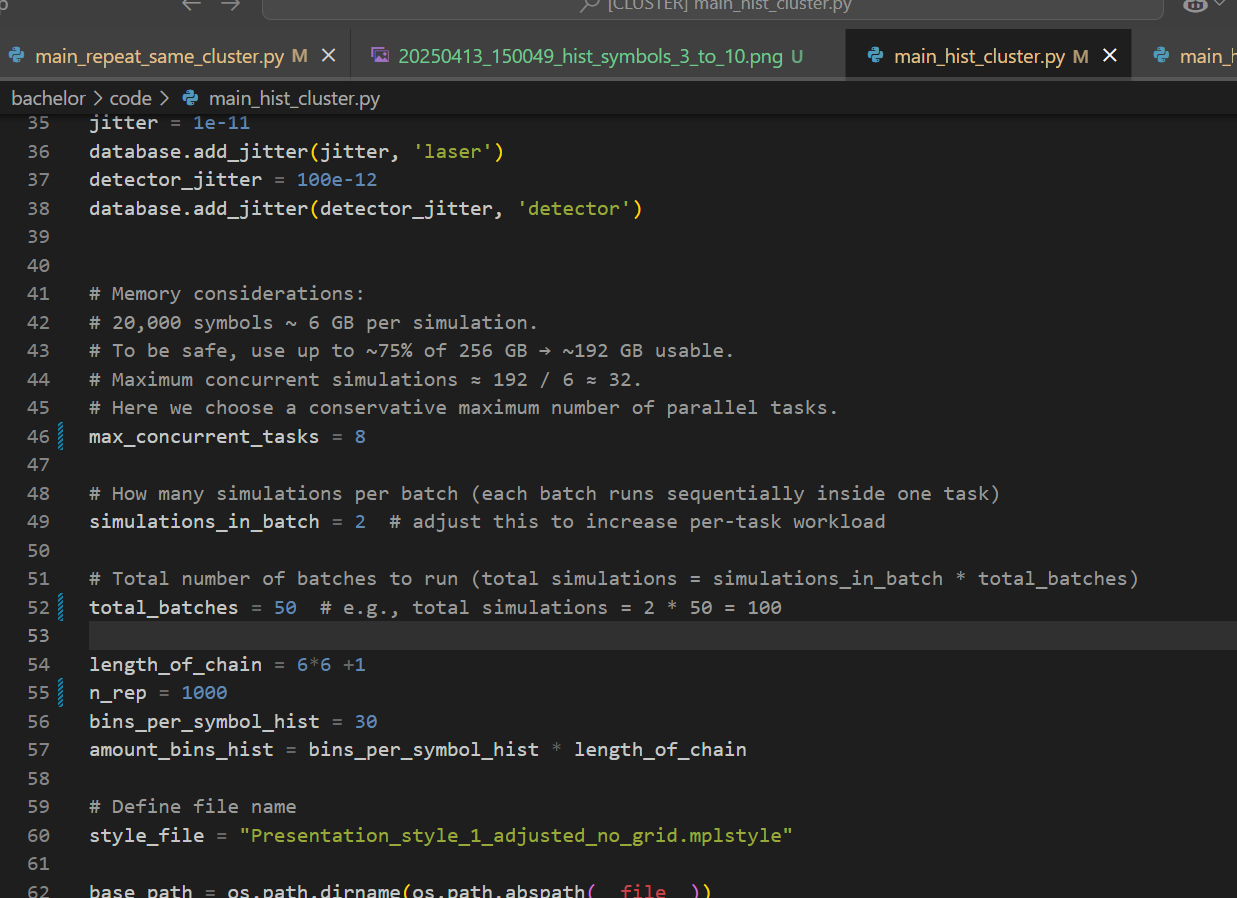 [CLUSTER] main_hist_cluster.py
main_repeat_same_cluster.py M
20250413_150049_hist_symbols_3_to_10.png U
main_hist_cluster.py M
bachelor > code > main_hist_cluster.py
35 jitter = 1e-11
36 database.add_jitter(jitter, 'laser')
37 detector_jitter = 100e-12
38 database.add_jitter(detector_jitter, 'detector')
39
40
41 # Memory considerations:
42 # 20,000 symbols ~ 6 GB per simulation.
43 # To be safe, use up to ~75% of 256 GB → ~192 GB usable.
44 # Maximum concurrent simulations ≈ 192 / 6 ≈ 32.
45 # Here we choose a conservative maximum number of parallel tasks.
46 max_concurrent_tasks = 8
47
48 # How many simulations per batch (each batch runs sequentially inside one task)
49 simulations_in_batch = 2  # adjust this to increase per-task workload
50
51 # Total number of batches to run (total simulations = simulations_in_batch * total_batches)
52 total_batches = 50  # e.g., total simulations = 2 * 50 = 100
53
54 length_of_chain = 6*6 +1
55 n_rep = 1000
56 bins_per_symbol_hist = 30
57 amount_bins_hist = bins_per_symbol_hist * length_of_chain
58
59 # Define file name
60 style_file = "Presentation_style_1_adjusted_no_grid.mplstyle"
61
62 base_path = os.path.dirname(os.path.abspath(__file__))